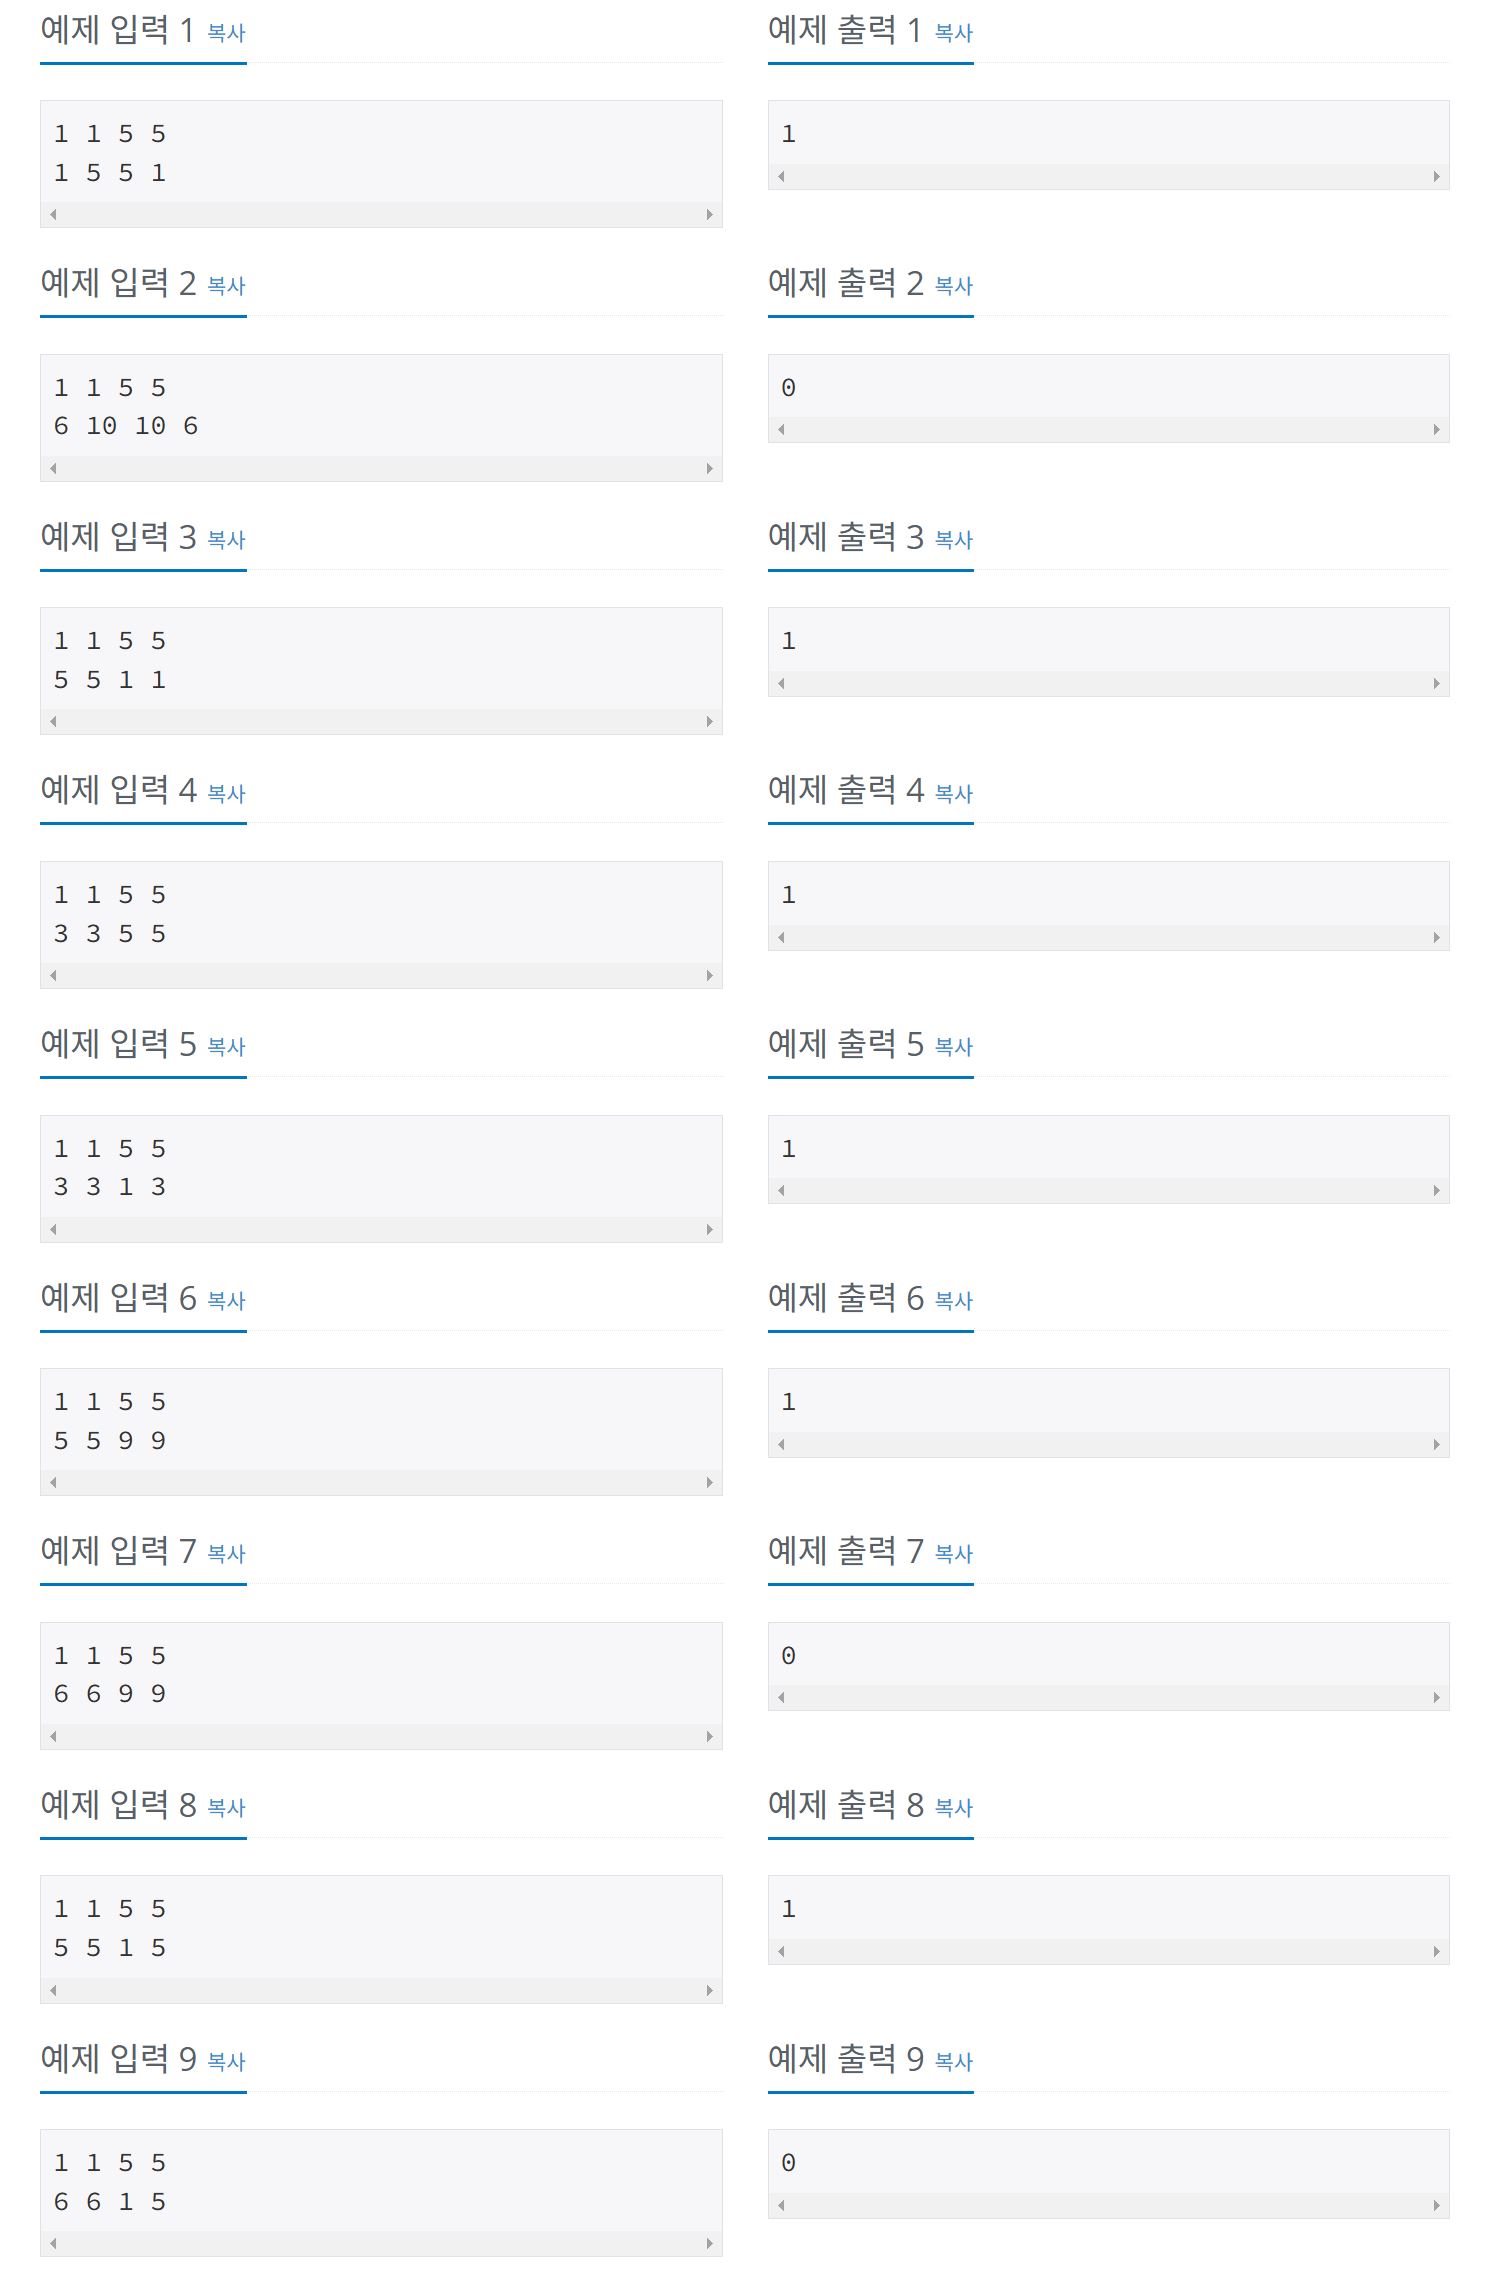 예제 입력 1 복사
예제 출력 1 복사
1 1 5 5
1 5 5 1
1
예제 입력 2 복사
예제 출력 2 복사
1 1 5 5
6 10 10 6
0
예제 입력 3 복사
예제 출력 3 복사
1 1 5 5
5 5 1 1
1
예제 입력 4 복사
예제 출력 4 복사
1 1 5 5
3 3 5 5
1
예제 입력 5 복사
예제 출력 5 복사
1 1 5 5
3 3 1 3
1
예제 입력 6 복사
예제 출력 6 복사
1 1 5 5
5 5 9 9
1
예제 입력 7 복사
예제 출력 7 복사
1 1 5 5
6 6 9 9
0
예제 입력 8 복사
예제 출력 8 복사
1 1 5 5
5 5 1 5
1
예제 입력 9 복사
예제 출력 9 복사
1 1 5 5
6 6 1 5
0